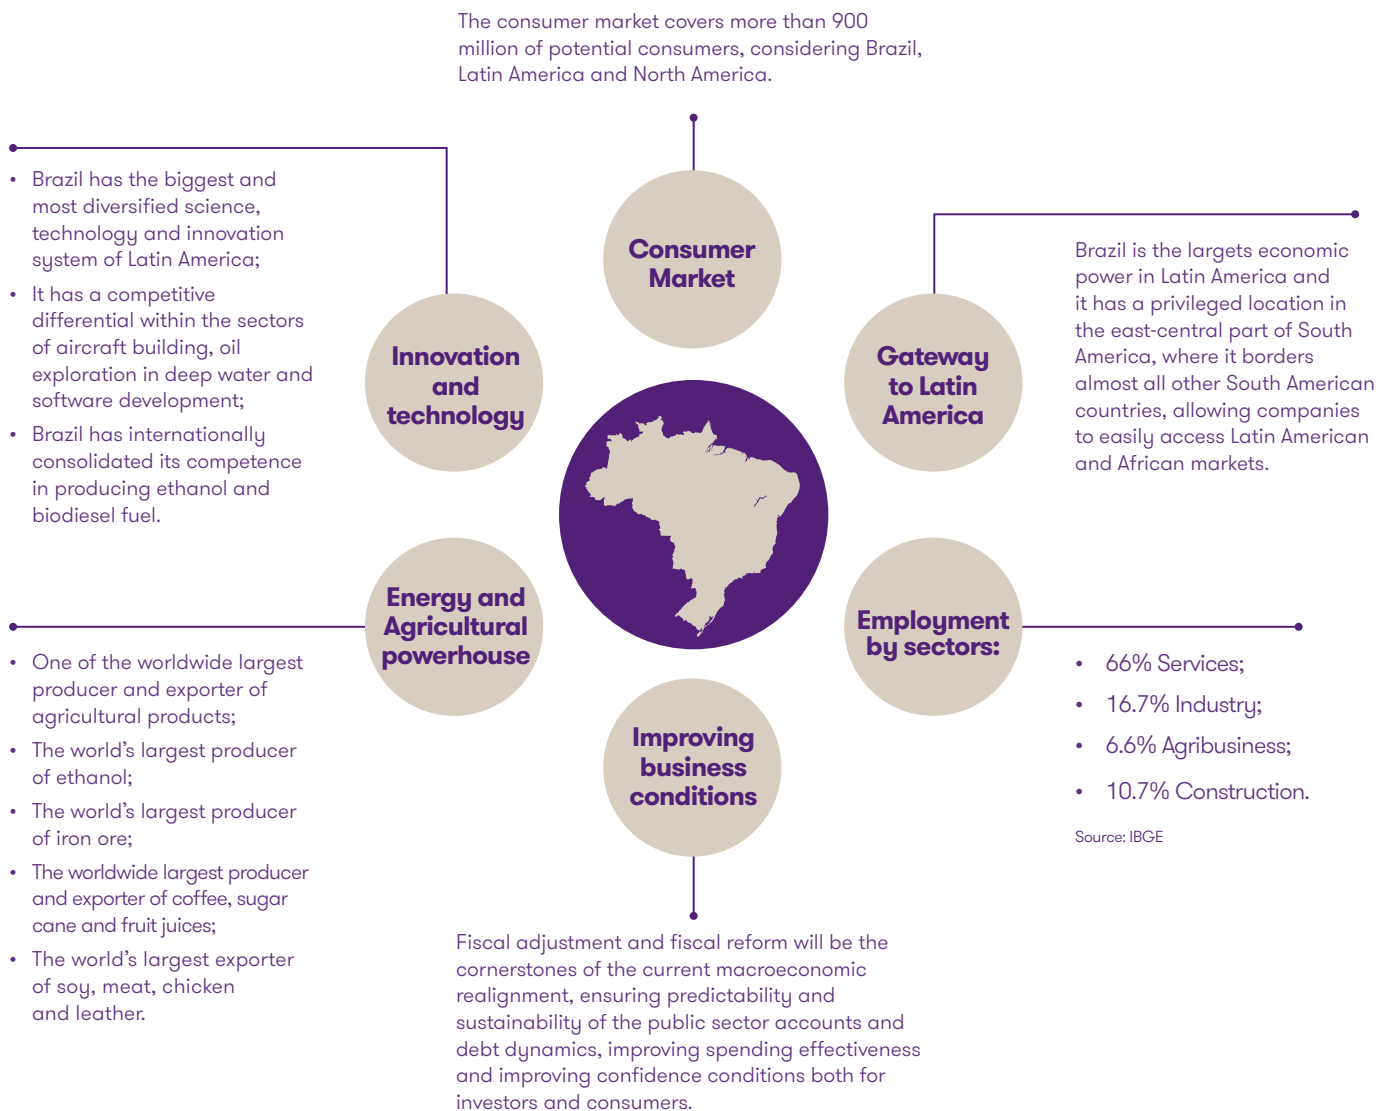 The consumer market covers more than 900
million of potential consumers, considering Brazil,
Latin America and North America.
Consumer
Market
• Brazil has the biggest and
most diversified science,
technology and innovation
system of Latin America;
• It has a competitive
differential within the sectors
of aircraft building, oil
exploration in deep water and
software development;
• Brazil has internationally
consolidated its competence
in producing ethanol and
biodiesel fuel.
Innovation
and
technology
Gateway
to Latin
America
Brazil is the largets economic
power in Latin America and
it has a privileged location in
the east-central part of South
America, where it borders
almost all other South American
countries, allowing companies
to easily access Latin American
and African markets.
Energy and
Agricultural
powerhouse
• One of the worldwide largest
producer and exporter of
agricultural products;
• The world's largest producer
of ethanol;
• The world's largest producer
of iron ore;
• The worldwide largest producer
and exporter of coffee, sugar
cane and fruit juices;
• The world's largest exporter
of soy, meat, chicken
and leather.
Employment
by sectors:
• 66% Services;
• 16.7% Industry;
• 6.6% Agribusiness;
• 10.7% Construction.
Source: IBGE
Improving
business
conditions
Fiscal adjustment and fiscal reform will be the
cornerstones of the current macroeconomic
realignment, ensuring predictability and
sustainability of the public sector accounts and
debt dynamics, improving spending effectiveness
and improving confidence conditions both for
investors and consumers.